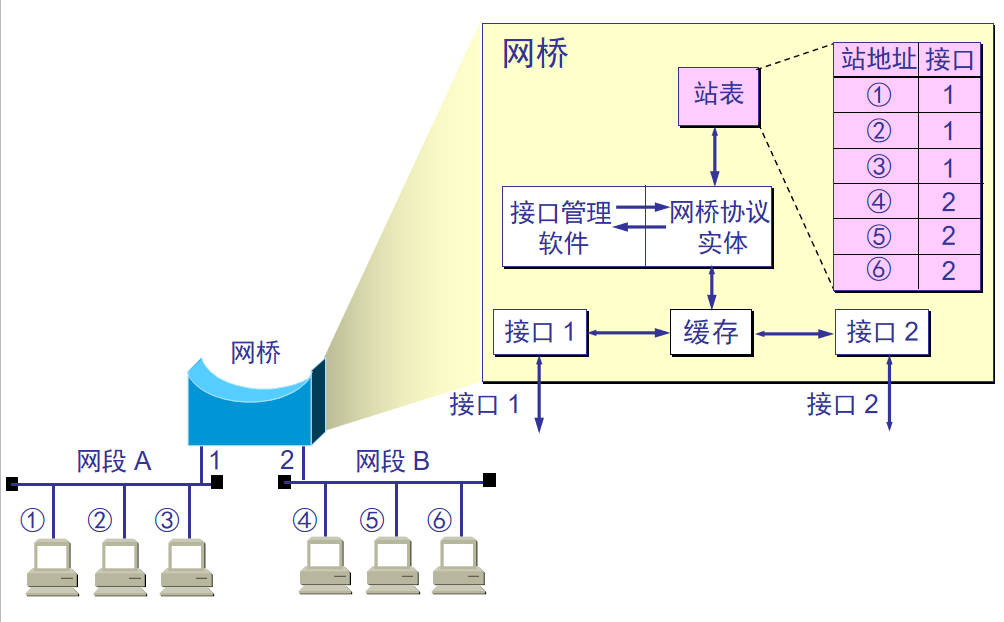 网桥
站表
站地址 接口
① 1
② 1
③ 1
④ 2
⑤ 2
⑥ 2
接口管理
软件
网桥协议
实体
接口 1
缓存
接口 2
接口 1
接口 2
网桥
网段 A
1
2
网段 B
①
②
③
④
⑤
⑥